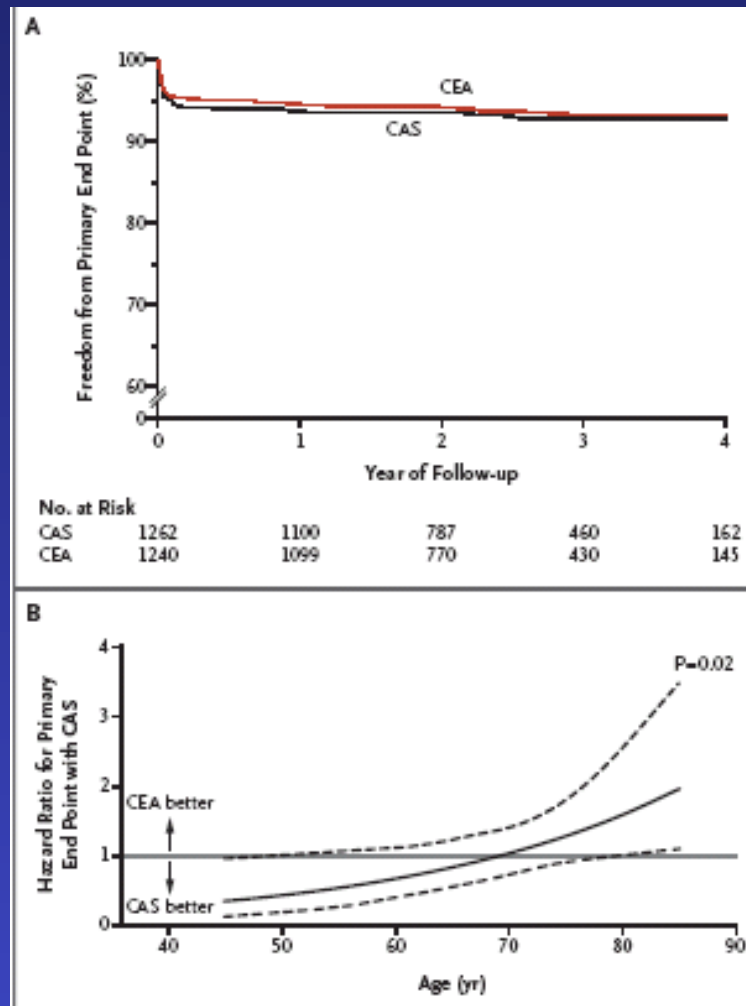 A
100
90
80
70
60
0
Freedom from Primary End Point (%)
CEA
CAS
0 1 2 3 4
Year of Follow-up
No. at Risk
CAS 1262 1100 787 460 162
CEA 1240 1099 770 430 145
B
4
3
2
1
0
Hazard Ratio for Primary
End Point with CAS
P=0.02
CEA better
CAS better
40 50 60 70 80 90
Age (yr)